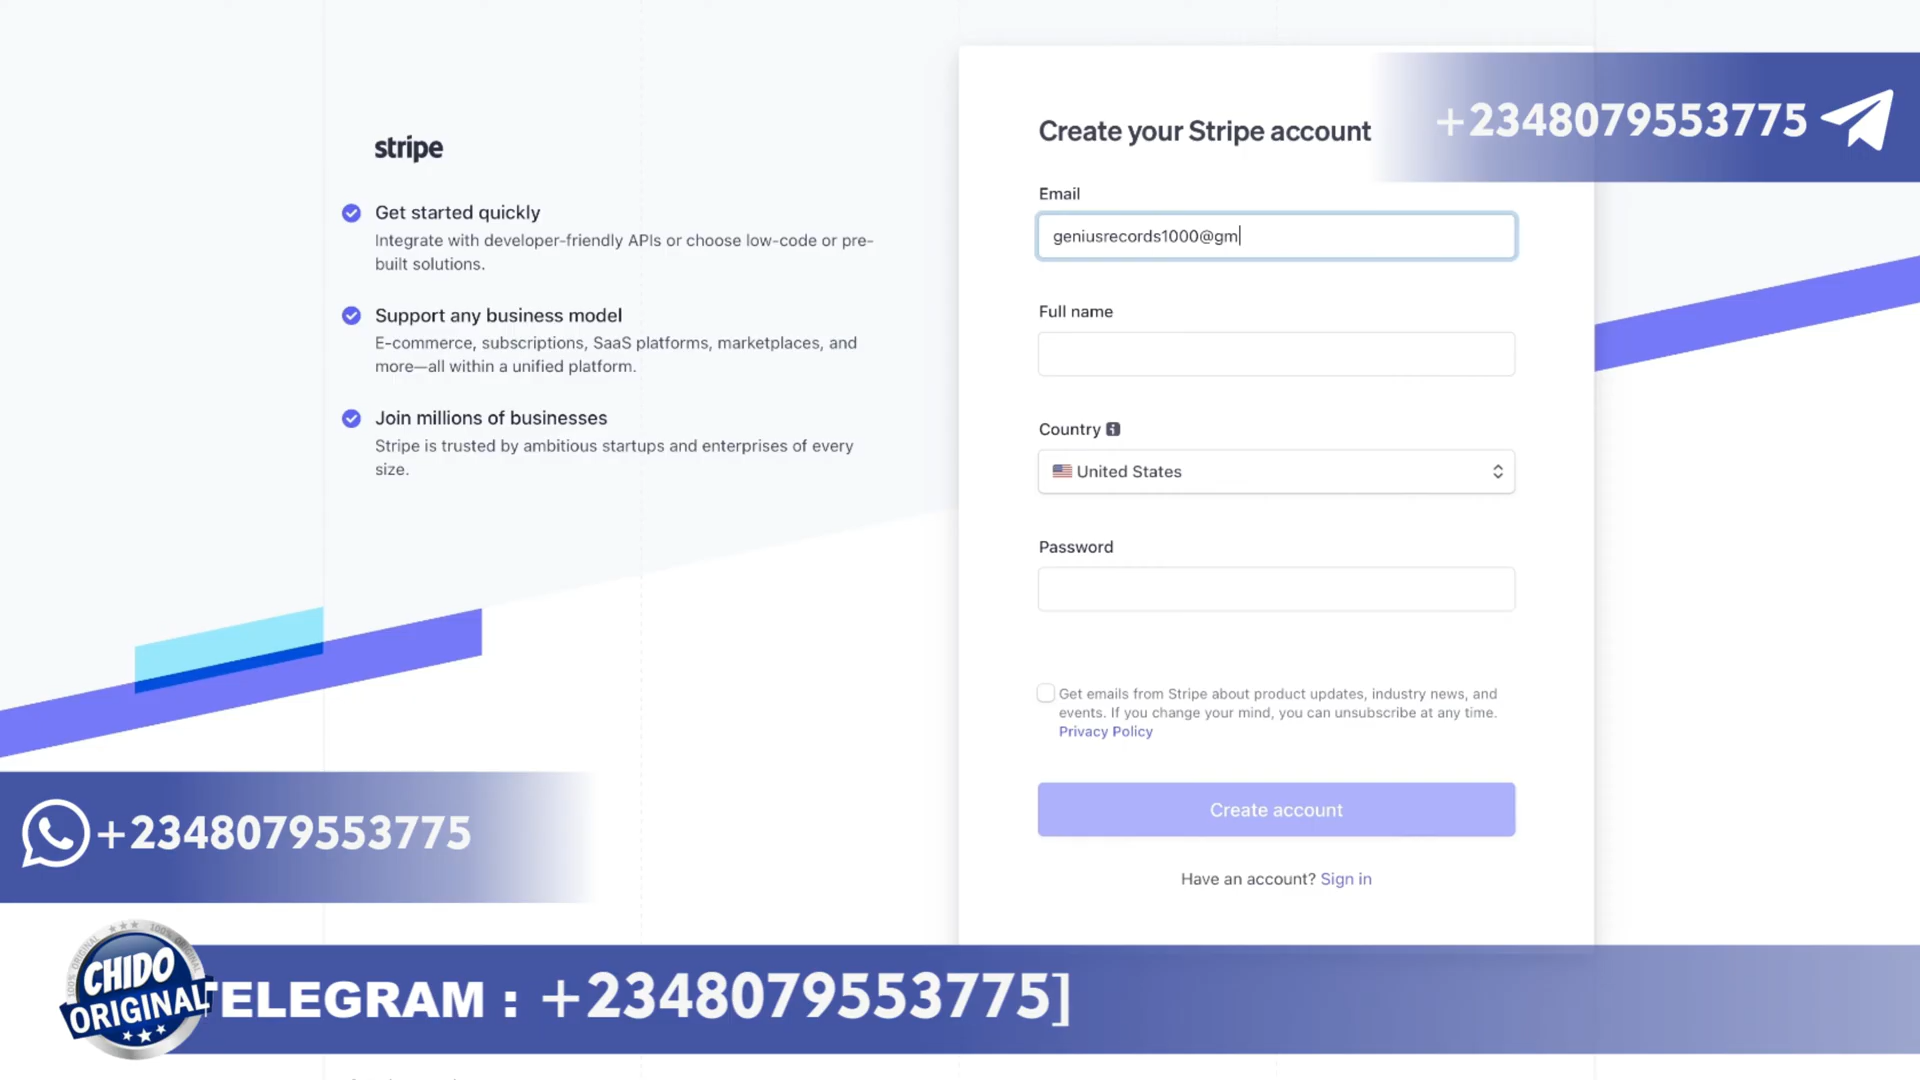 stripe
Get started quickly
Integrate with developer-friendly APIs or choose low-code or pre-
built solutions.
Support any business model
E-commerce, subscriptions, SaaS platforms, marketplaces, and
more—all within a unified platform.
Join millions of businesses
Stripe is trusted by ambitious startups and enterprises of every
size.
Create your Stripe account
+2348079553775
Email
geniusrecords1000@gm
Full name
Country
United States
Password
Get emails from Stripe about product updates, industry news, and
events. If you change your mind, you can unsubscribe at any time.
Privacy Policy
Create account
Have an account? Sign in
+2348079553775
CHIDO
ORIGINAL
TELEGRAM : +2348079553775]